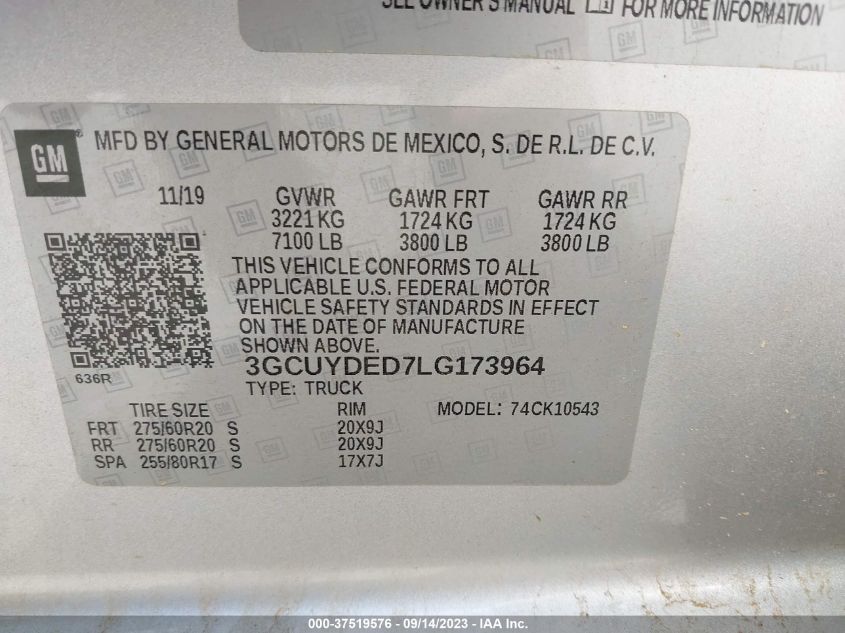 SEE OWNER'S MANUAL FOR MORE INFORMATION
GM
MFD BY GENERAL MOTORS DE MEXICO, S. DE R.L. DE C.V.
11/19 GVWR GAWR FRT GAWR RR
3221 KG 1724 KG 1724 KG
7100 LB 3800 LB 3800 LB
THIS VEHICLE CONFORMS TO ALL
APPLICABLE U.S. FEDERAL MOTOR
VEHICLE SAFETY STANDARDS IN EFFECT
ON THE DATE OF MANUFACTURE
SHOWN ABOVE.
636R
3GCUYDED7LG173964
TYPE: TRUCK
TIRE SIZE RIM MODEL: 74CK10543
FRT 275/60R20 S 20X9J
RR 275/60R20 S 20X9J
SPA 255/80R17 S 17X7J
000-37519576 - 09/14/2023 - IAA Inc.